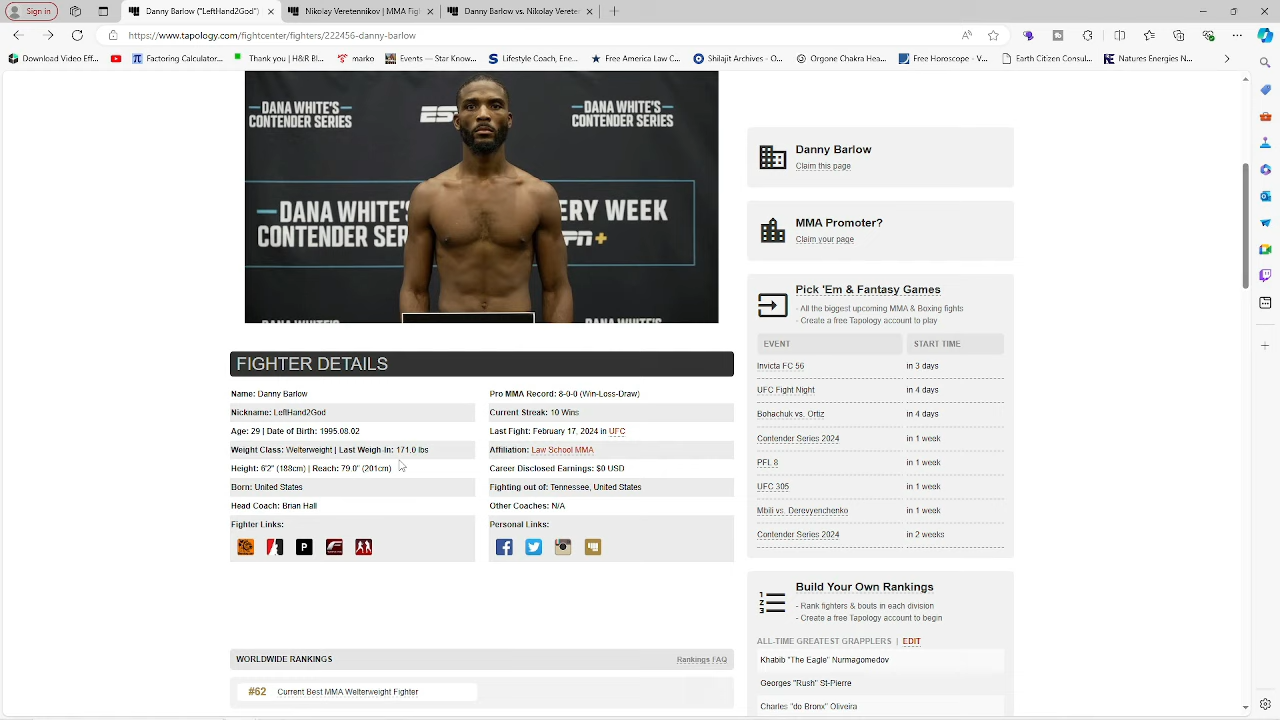 Sign in
Danny Barlow ("LeftHand2God")
Nikolay Veretennikov | MMA Fig
Danny Barlow vs. Nikolay Vereten
https://www.tapology.com/fightcenter/fighters/222456-danny-barlow
Download Video Eff...
Factoring Calculator...
Thank you | H&R Bl...
marko
Events — Star Know...
Lifestyle Coach, Ene...
Free America Law C...
Shilajit Archives - O...
Orgone Chakra Hea...
Free Horoscope - V...
Earth Citizen Consul...
Natures Energies N...
DANA WHITE'S
CONTENDER SERIES
DANA WHITE'S
CONTENDER SERIES
DANA WHITE'S
CONTENDER SER
ERY WEEK
Danny Barlow
Claim this page
MMA Promoter?
Claim your page
Pick 'Em & Fantasy Games
- All the biggest upcoming MMA & Boxing fights
- Create a free Tapology account to play
EVENT START TIME
Invicta FC 56 in 3 days
UFC Fight Night in 4 days
Bohachuk vs. Ortiz in 4 days
Contender Series 2024 in 1 week
PFL 8 in 1 week
UFC 305 in 1 week
Mbilli vs. Derevyenchenko in 1 week
Contender Series 2024 in 2 weeks
FIGHTER DETAILS
Name: Danny Barlow
Pro MMA Record: 8-0-0 (Win-Loss-Draw)
Nickname: LeftHand2God
Current Streak: 10 Wins
Age: 29 | Date of Birth: 1995.08.02
Last Fight: February 17, 2024 in UFC
Weight Class: Welterweight | Last Weigh-In: 171.0 lbs
Affiliation: Law School MMA
Height: 6'2" (188cm) | Reach: 79.0" (201cm)
Career Disclosed Earnings: $0 USD
Born: United States
Fighting out of: Tennessee, United States
Head Coach: Brian Hall
Other Coaches: N/A
Fighter Links:
Personal Links:
Build Your Own Rankings
- Rank fighters & bouts in each division
- Create a free Tapology account to begin
ALL-TIME GREATEST GRAPPLERS | EDIT
Khabib "The Eagle" Nurmagomedov
Georges "Rush" St-Pierre
Charles "do Bronx" Oliveira
WORLDWIDE RANKINGS
Rankings FAQ
#62 Current Best MMA Welterweight Fighter